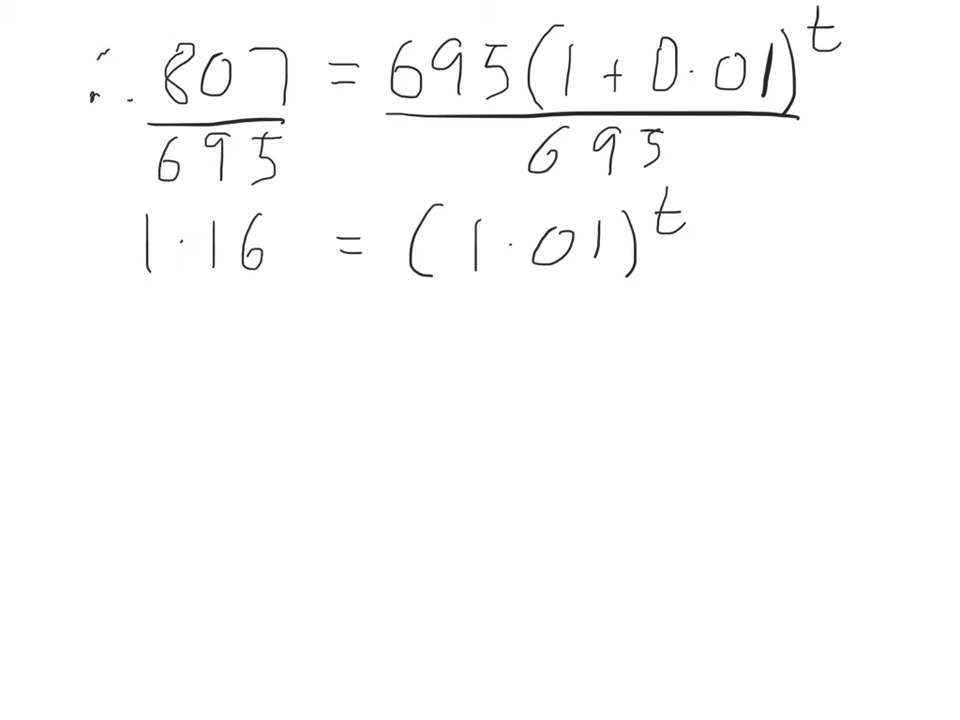 ∴ 807 = 695(1 + 0.01)^t
695 695
1.16 = (1.01)^t